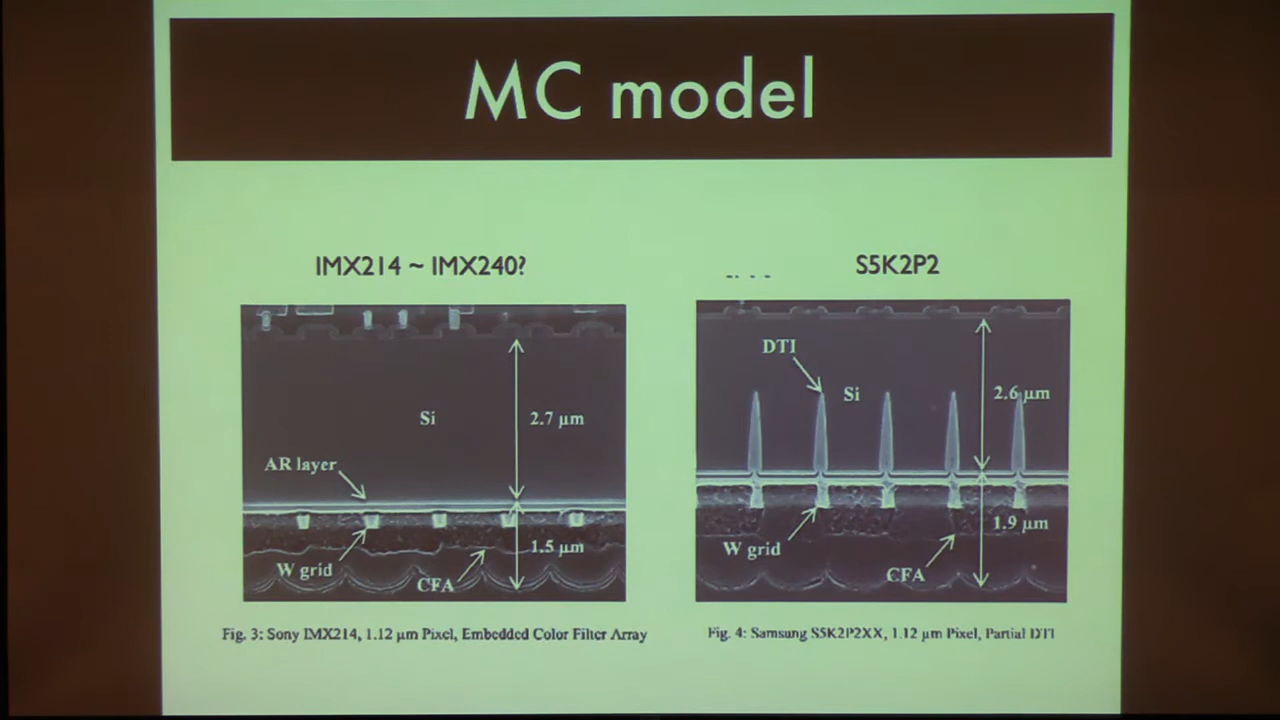 MC model
IMX214 ~ IMX240?
S5K2P2
Si
2.7 µm
AR layer
W grid
CFA
1.5 µm
DTI
Si
2.6 µm
W grid
CFA
1.9 µm
Fig. 3: Sony IMX214, 1.12 µm Pixel, Embedded Color Filter Array
Fig. 4: Samsung S5K2P2XX, 1.12 µm Pixel, Partial DTI